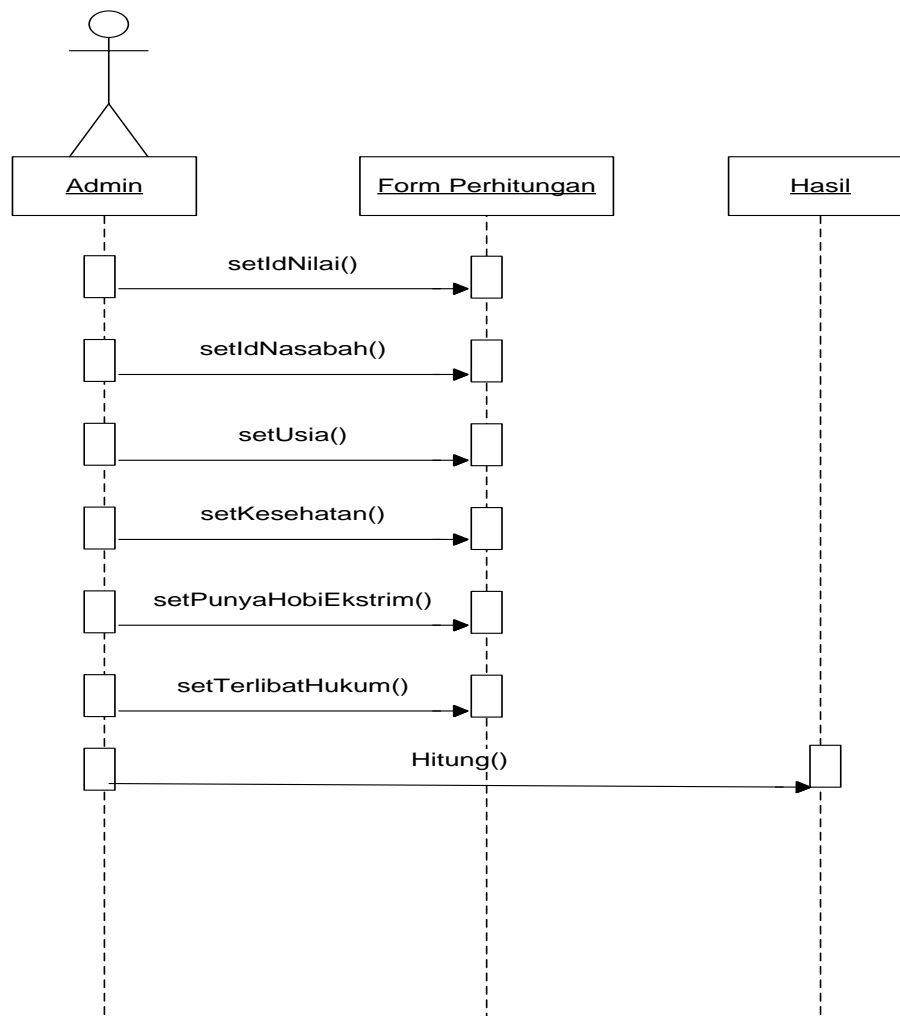 Admin
Form Perhitungan
Hasil
setIdNilai()
setIdNasabah()
setUsia()
setKesehatan()
setPunyaHobiEkstrim()
setTerlibatHukum()
Hitung()